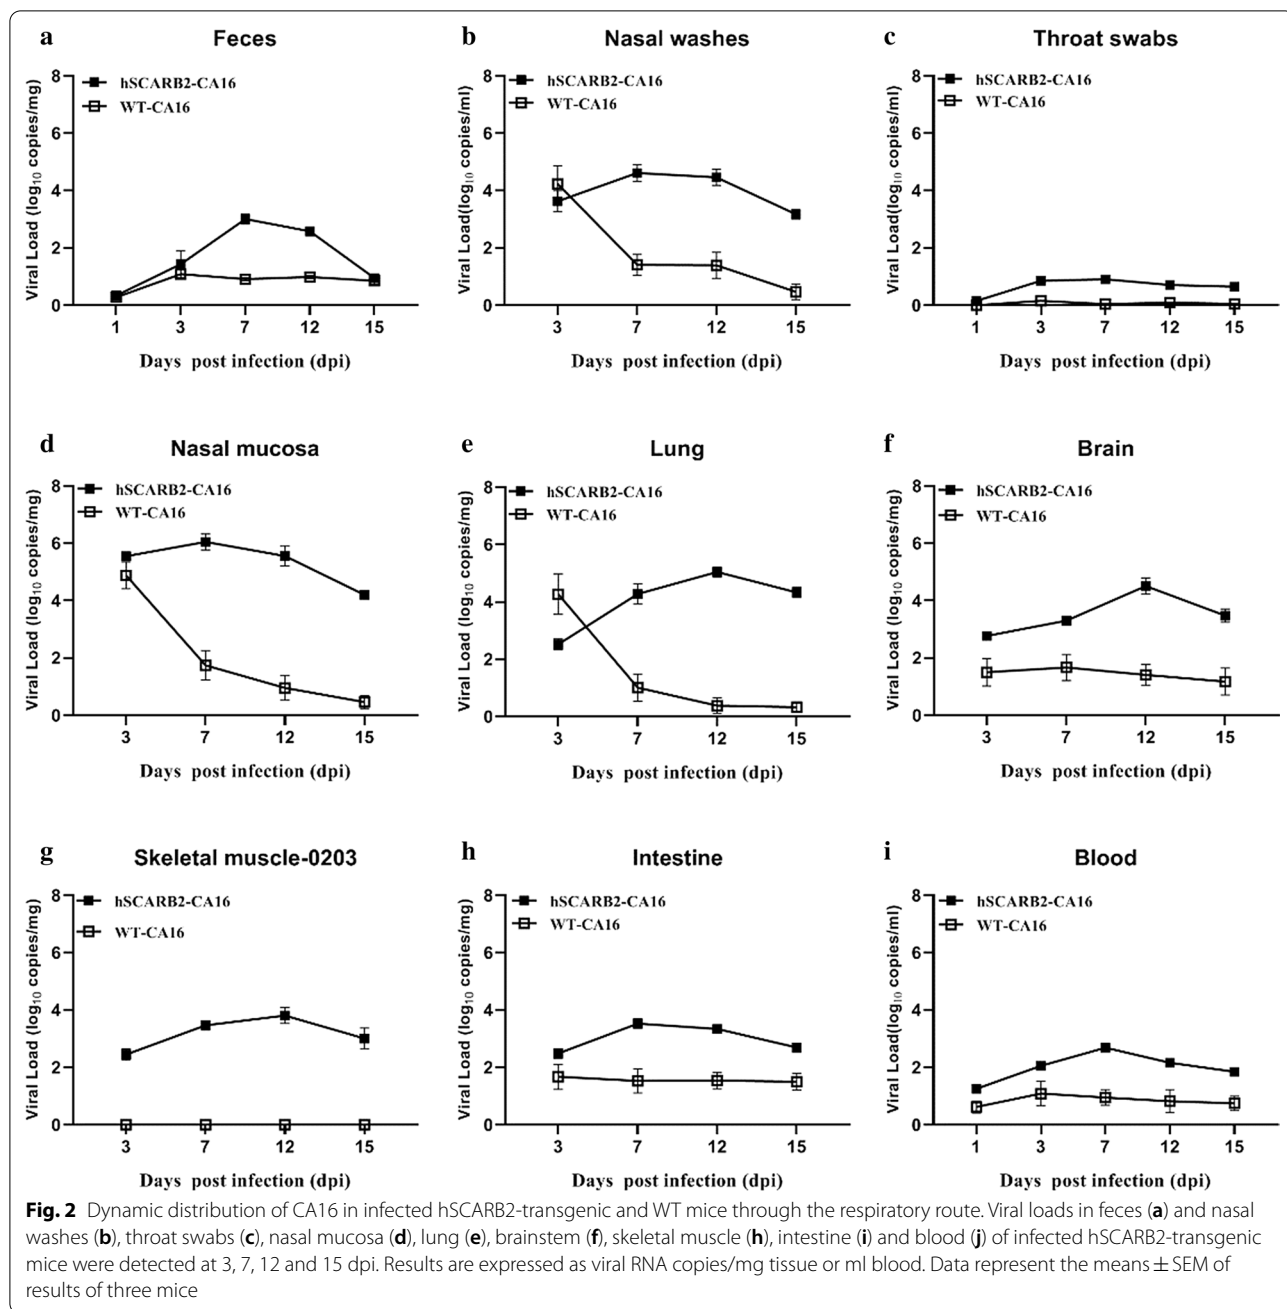 a Feces
b Nasal washes
c Throat swabs
Viral Load (log10 copies/mg)
8
6
4
2
0
hSCARB2-CA16
WT-CA16
1 3 7 12 15
Days post infection (dpi)
Viral Load(log10 copies/ml)
8
6
4
2
0
hSCARB2-CA16
WT-CA16
3 7 12 15
Days post infection (dpi)
Viral Load(log10 copies/ml)
8
6
4
2
0
hSCARB2-CA16
WT-CA16
1 3 7 12 15
Days post infection (dpi)
d Nasal mucosa
e Lung
f Brain
Viral Load (log10 copies/mg)
8
6
4
2
0
hSCARB2-CA16
WT-CA16
3 7 12 15
Days post infection (dpi)
Viral Load (log10 copies/mg)
8
6
4
2
0
hSCARB2-CA16
WT-CA16
3 7 12 15
Days post infection (dpi)
Viral Load (log10 copies/mg)
8
6
4
2
0
hSCARB2-CA16
WT-CA16
3 7 12 15
Days post infection (dpi)
g Skeletal muscle-0203
h Intestine
i Blood
Viral Load (log10 copies/mg)
8
6
4
2
0
hSCARB2-CA16
WT-CA16
3 7 12 15
Days post infection (dpi)
Viral Load (log10 copies/mg)
8
6
4
2
0
hSCARB2-CA16
WT-CA16
3 7 12 15
Days post infection (dpi)
Viral Load(log10 copies/ml)
8
6
4
2
0
hSCARB2-CA16
WT-CA16
1 3 7 12 15
Days post infection (dpi)
Fig. 2 Dynamic distribution of CA16 in infected hSCARB2-transgenic and WT mice through the respiratory route. Viral loads in feces (a) and nasal
washes (b), throat swabs (c), nasal mucosa (d), lung (e), brainstem (f), skeletal muscle (h), intestine (i) and blood (j) of infected hSCARB2-transgenic
mice were detected at 3, 7, 12 and 15 dpi. Results are expressed as viral RNA copies/mg tissue or ml blood. Data represent the means ± SEM of
results of three mice